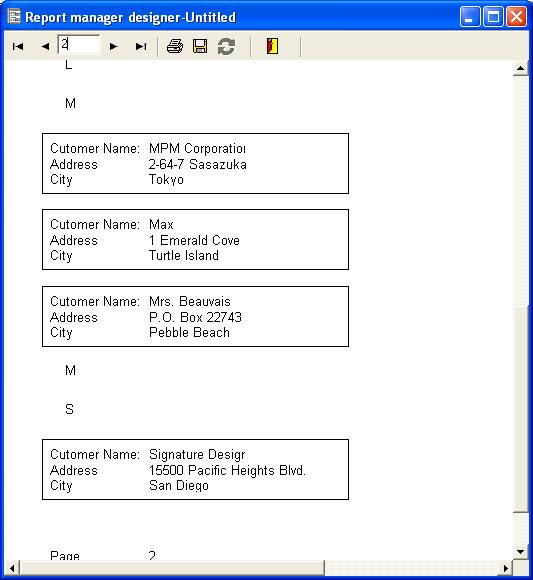 Report manager designer-Untitled
2
L
M
Cutomer Name: MPM Corporation
Address 2-64-7 Sasazuka
City Tokyo
Cutomer Name: Max
Address 1 Emerald Cove
City Turtle Island
Cutomer Name: Mrs. Beauvais
Address P.O. Box 22743
City Pebble Beach
M
S
Cutomer Name: Signature Desigr
Address 15500 Pacific Heights Blvd.
City San Diego
Page 2